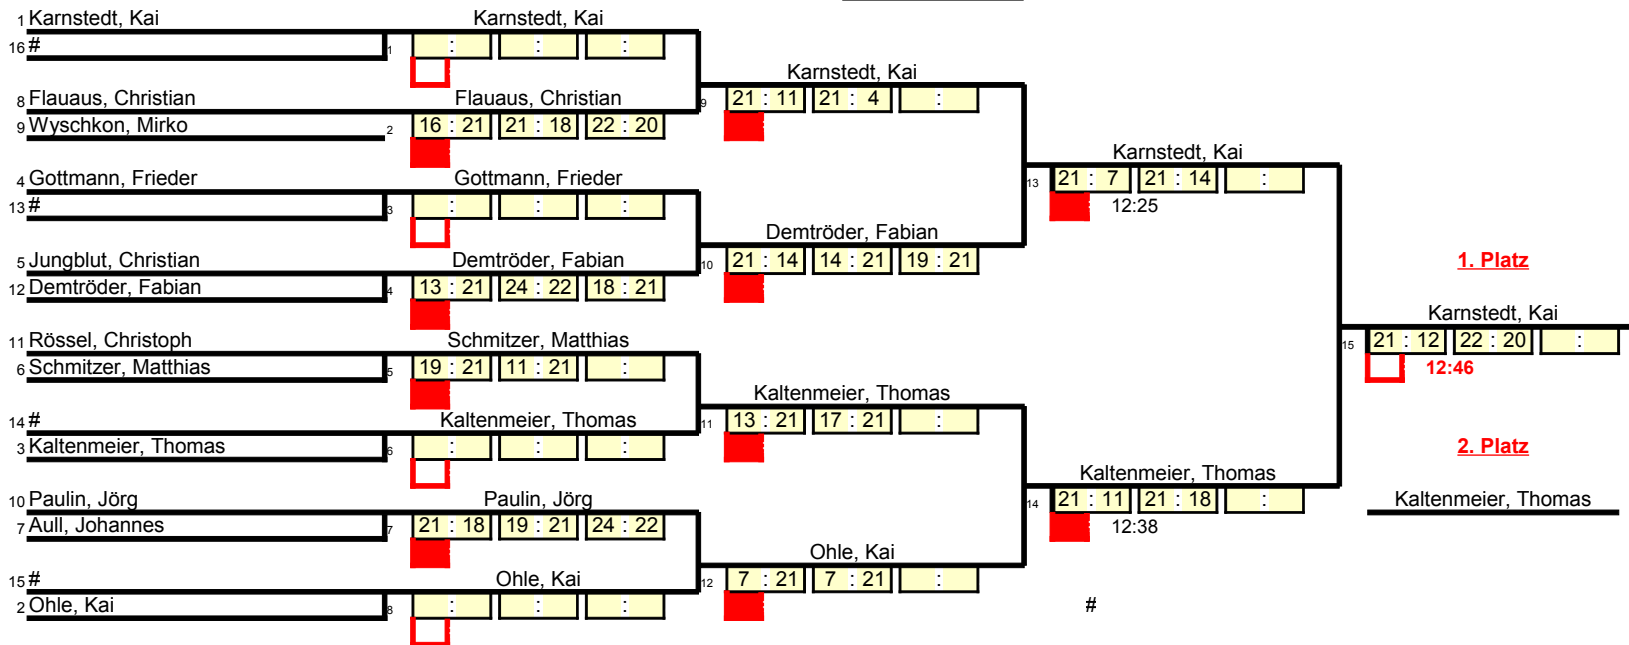 1 Karnstedt, Kai Karnstedt, Kai
16 # 1 : : :
Karnstedt, Kai
8 Flauaus, Christian Flauaus, Christian 9 21 : 11 21 : 4 :
9 Wyschkon, Mirko 2 16 : 21 21 : 18 22 : 20
Karnstedt, Kai
4 Gottmann, Frieder Gottmann, Frieder 13 21 : 7 21 : 14 :
13 # 3 : : : 12:25
Demtröder, Fabian
5 Jungblut, Christian Demtröder, Fabian 10 21 : 14 14 : 21 19 : 21 1. Platz
12 Demtröder, Fabian 4 13 : 21 24 : 22 18 : 21
Karnstedt, Kai
11 Rössel, Christoph Schmitzer, Matthias 15 21 : 12 22 : 20 :
6 Schmitzer, Matthias 5 19 : 21 11 : 21 : 12:46
Kaltenmeier, Thomas
14 # Kaltenmeier, Thomas 11 13 : 21 17 : 21 :
3 Kaltenmeier, Thomas 6 : : : 2. Platz
Kaltenmeier, Thomas
10 Paulin, Jörg Paulin, Jörg 14 21 : 11 21 : 18 : Kaltenmeier, Thomas
7 Aull, Johannes 7 21 : 18 19 : 21 24 : 22 12:38
Ohle, Kai
15 # Ohle, Kai 12 7 : 21 7 : 21 :
2 Ohle, Kai 8 : : : #